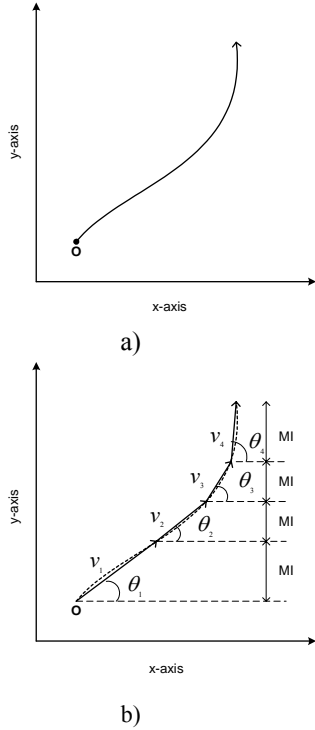 y-axis
O
x-axis
a)
y-axis
v₄
θ₄
MI
v₃
θ₃
MI
v₂
θ₂
MI
v₁
θ₁
MI
O
x-axis
b)